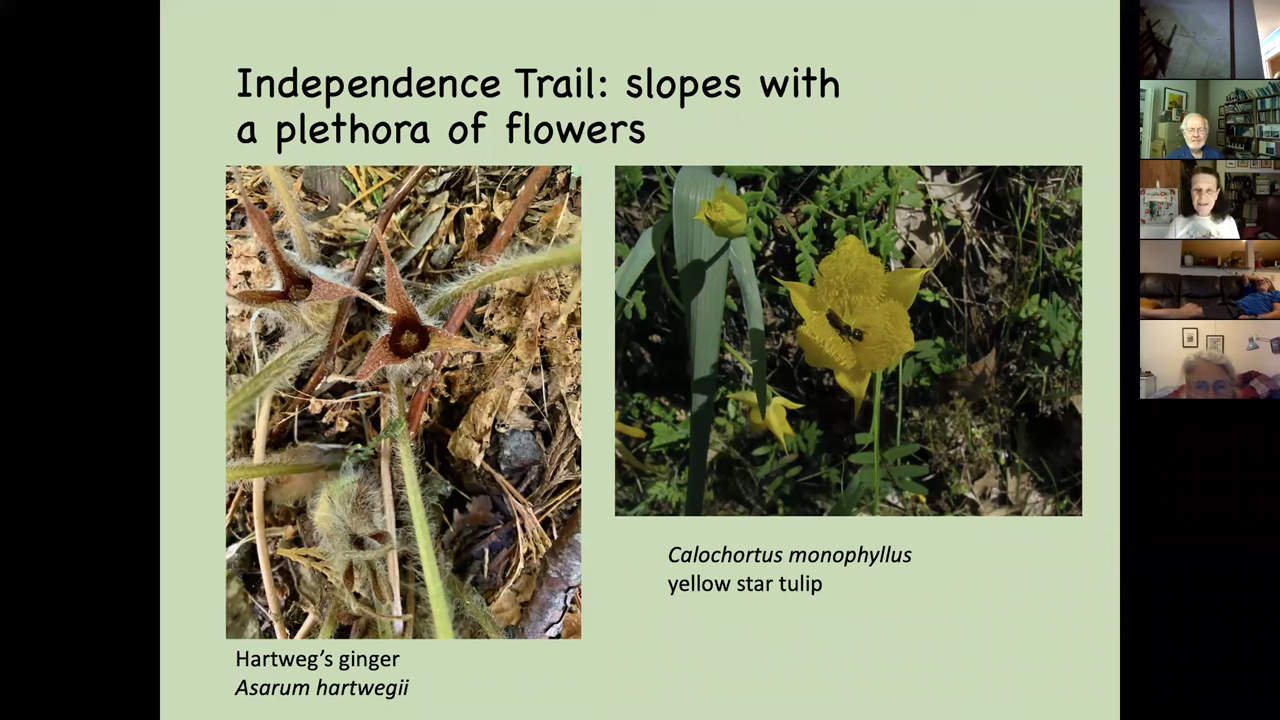 Independence Trail: slopes with
a plethora of flowers
Calochortus monophyllus
yellow star tulip
Hartweg’s ginger
Asarum hartwegii